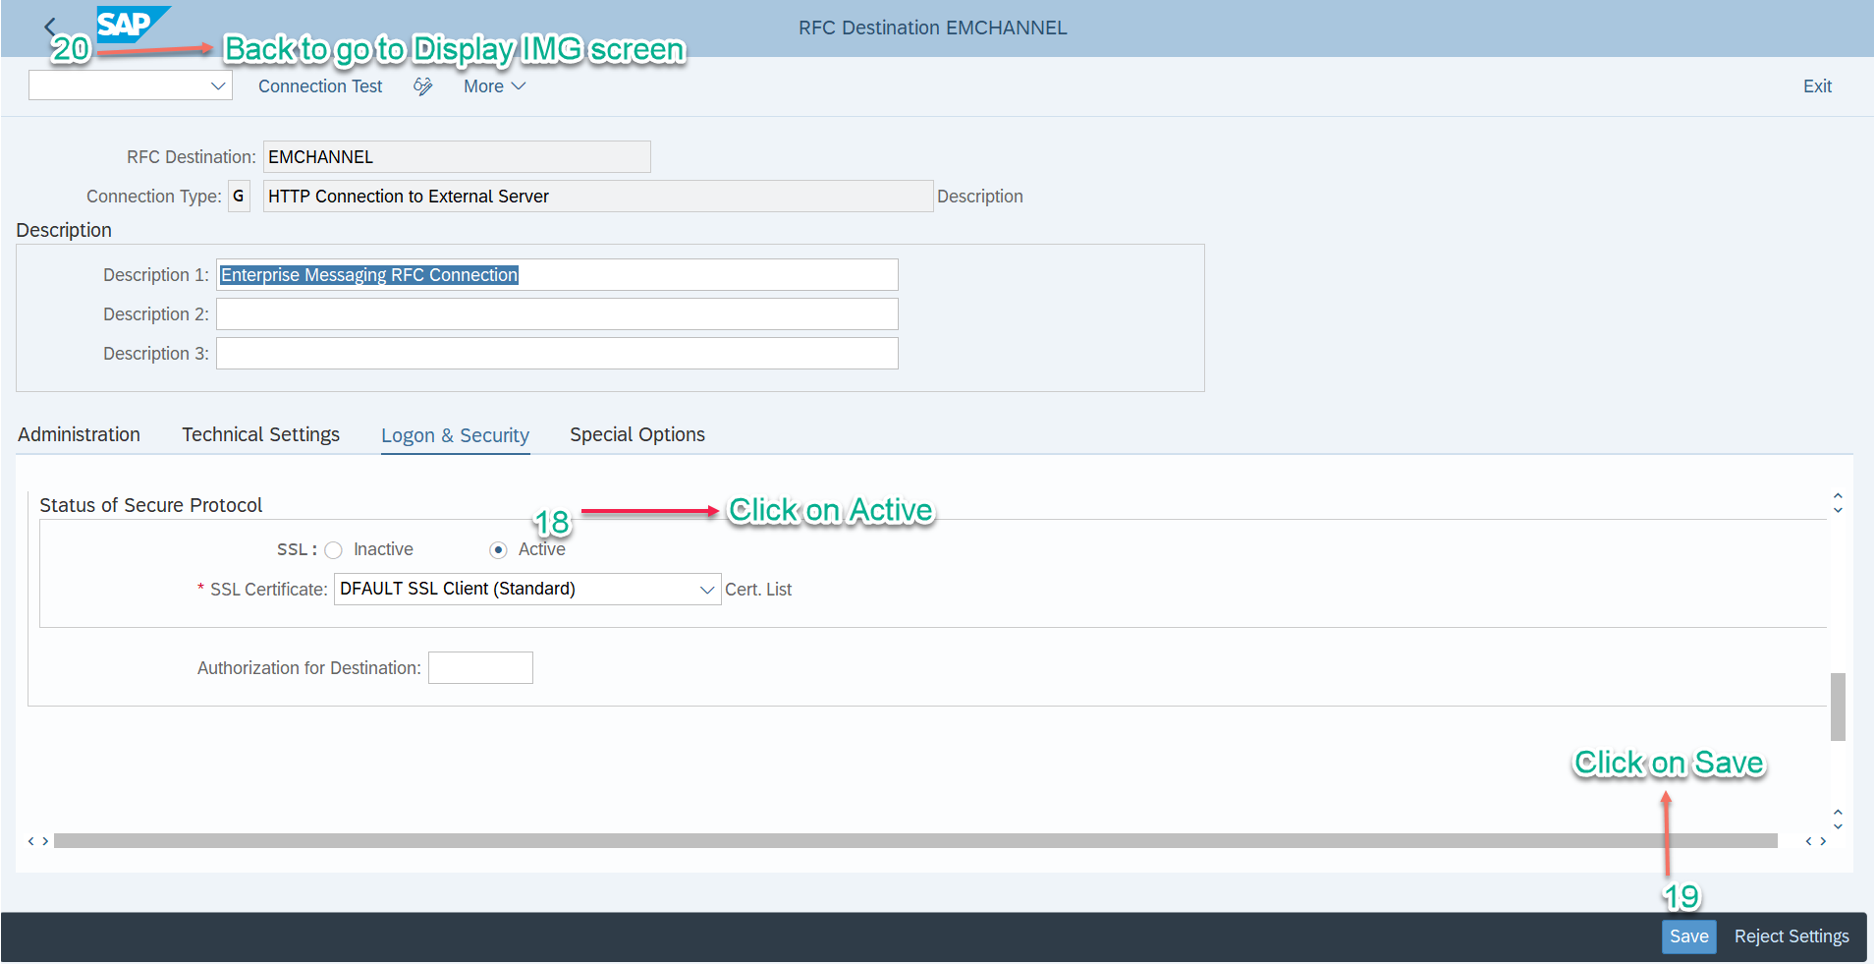 SAP
RFC Destination EMCHANNEL
20 Back to go to Display IMG screen
Connection Test More Exit
RFC Destination: EMCHANNEL
Connection Type: G HTTP Connection to External Server Description
Description
Description 1: Enterprise Messaging RFC Connection
Description 2:
Description 3:
Administration Technical Settings Logon & Security Special Options
Status of Secure Protocol
18 Click on Active
SSL: Inactive Active
* SSL Certificate: DFAULT SSL Client (Standard) Cert. List
Authorization for Destination:
Click on Save
19
Save Reject Settings